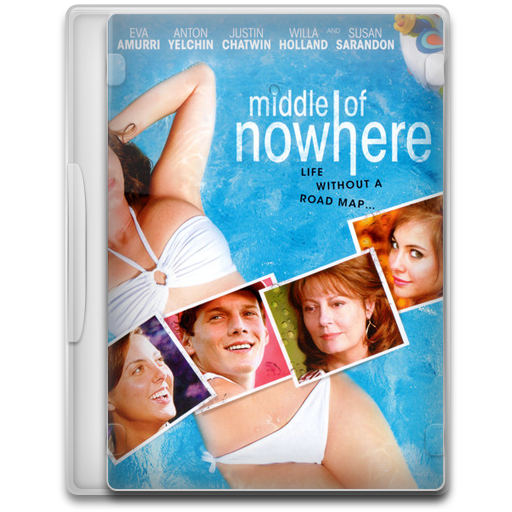 EVA AMURRI
ANTON YELCHIN
JUSTIN CHATWIN
WILLA HOLLAND
AND
SUSAN SARANDON
middle of
nowhere
LIFE
WITHOUT A
ROAD MAP...